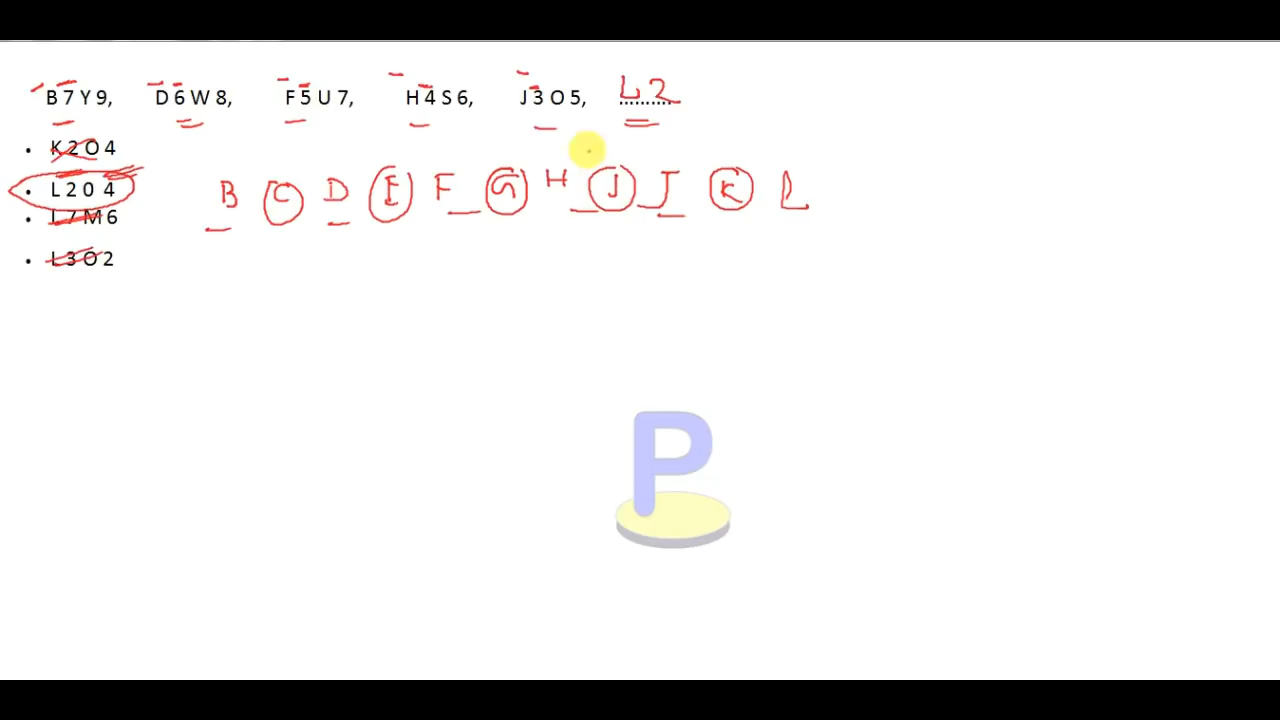 B 7 Y 9, D 6 W 8, F 5 U 7, H 4 S 6, J 3 O 5, .......... L 2
• K 2 O 4
• L 2 0 4
• L 7 M 6
• L 3 O 2
B C D E F G H J J K L
P